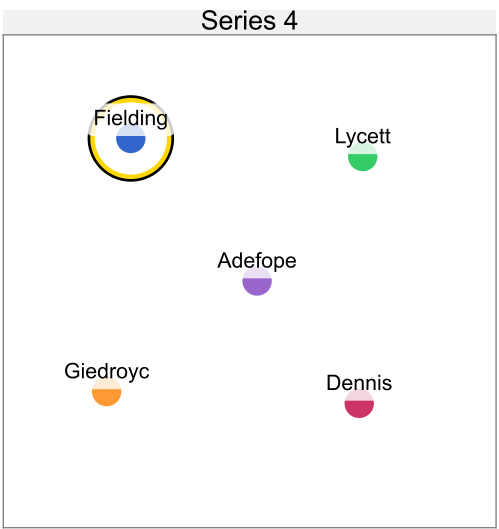 Series 4
Fielding
Lycett
Adefope
Giedroyc
Dennis